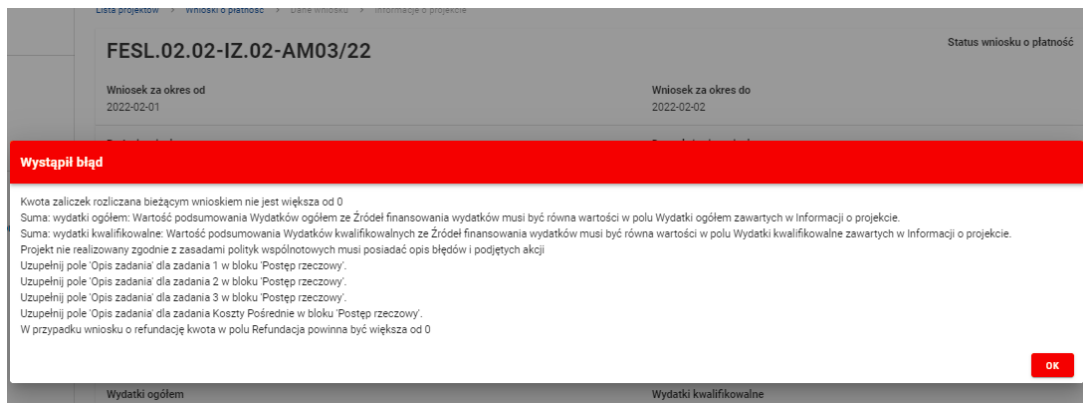 Lista projektów > Wnioski o płatność > Dane wniosku > Informacje o projekcie
FESL.02.02-IZ.02-AM03/22
Status wniosku o płatność
Wniosek za okres od
Wniosek za okres do
2022-02-01
2022-02-02
Wystąpił błąd
Kwota zaliczek rozliczana bieżącym wnioskiem nie jest większa od 0
Suma: wydatki ogółem: Wartość podsumowania Wydatków ogółem ze Źródeł finansowania wydatków musi być równa wartości w polu Wydatki ogółem zawartych w Informacji o projekcie.
Suma: wydatki kwalifikowalne: Wartość podsumowania Wydatków kwalifikowalnych ze Źródeł finansowania wydatków musi być równa wartości w polu Wydatki kwalifikowalne zawartych w Informacji o projekcie.
Projekt nie realizowany zgodnie z zasadami polityk wspólnotowych musi posiadać opis błędów i podjętych akcji
Uzupełnij pole 'Opis zadania' dla zadania 1 w bloku 'Postęp rzeczowy'.
Uzupełnij pole 'Opis zadania' dla zadania 2 w bloku 'Postęp rzeczowy'.
Uzupełnij pole 'Opis zadania' dla zadania 3 w bloku 'Postęp rzeczowy'.
Uzupełnij pole 'Opis zadania' dla zadania Koszty Pośrednie w bloku 'Postęp rzeczowy'.
W przypadku wniosku o refundację kwota w polu Refundacja powinna być większa od 0
OK
Wydatki ogółem
Wydatki kwalifikowalne